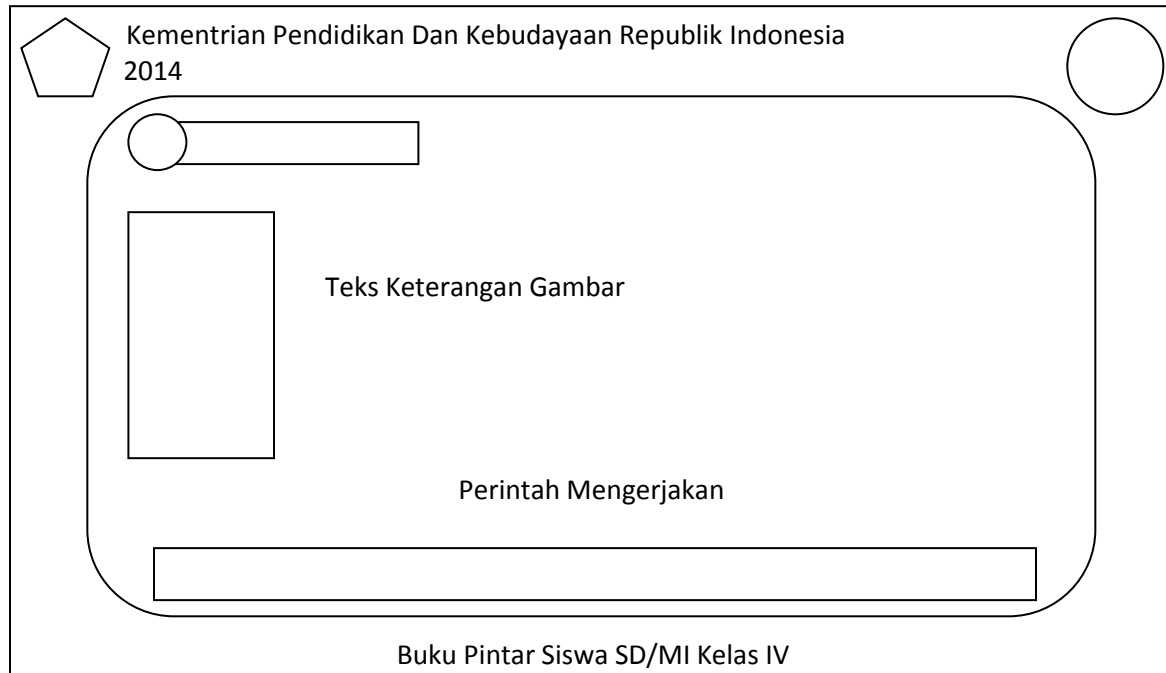 Kementrian Pendidikan Dan Kebudayaan Republik Indonesia
2014
Teks Keterangan Gambar
Perintah Mengerjakan
Buku Pintar Siswa SD/MI Kelas IV